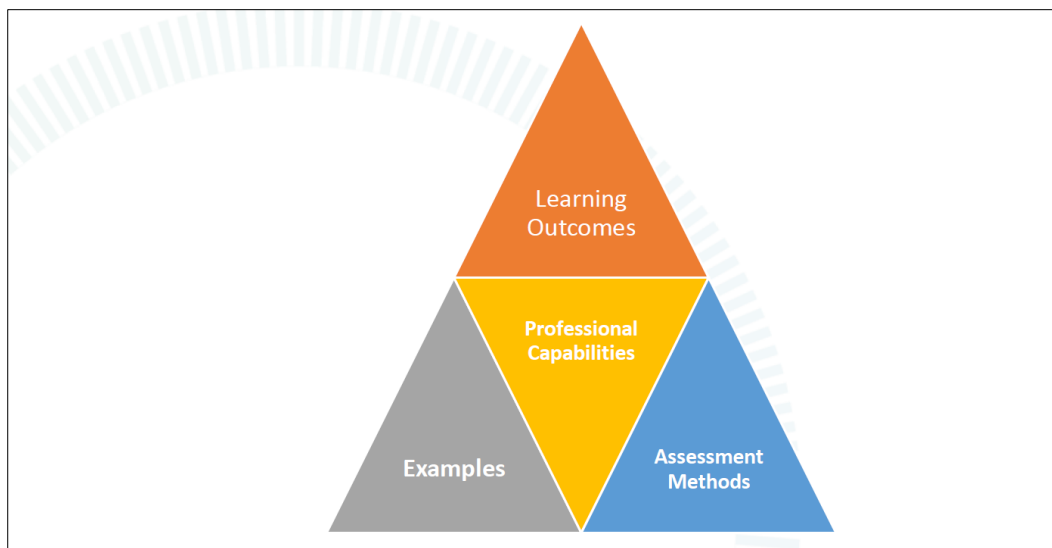 Learning
Outcomes
Professional
Capabilities
Examples
Assessment
Methods